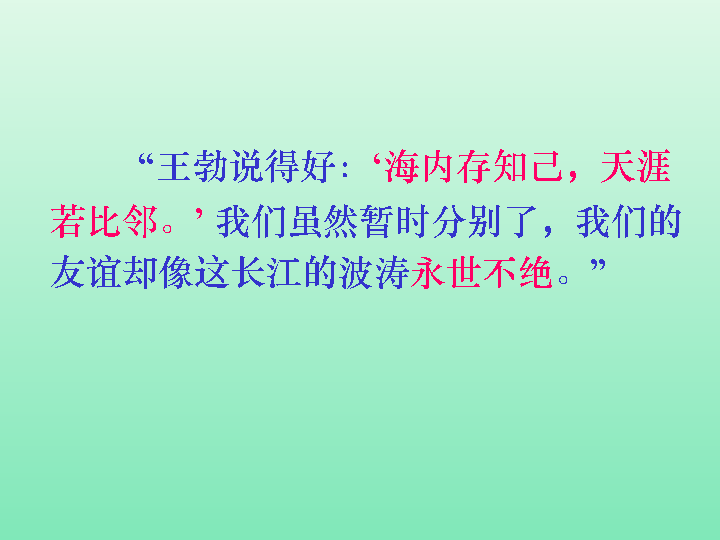 “王勃说得好：‘海内存知己，天涯
若比邻。’ 我们虽然暂时分别了，我们的
友谊却像这长江的波涛永世不绝。”